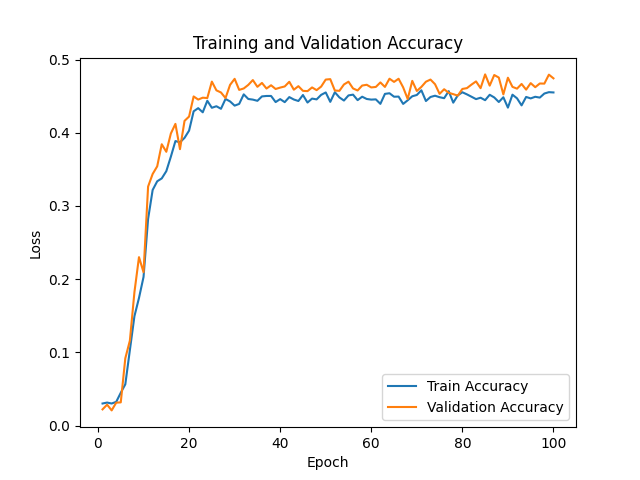 Training and Validation Accuracy
0.5
0.4
0.3
0.2
0.1
0.0
Loss
0 20 40 60 80 100
Epoch
Train Accuracy
Validation Accuracy